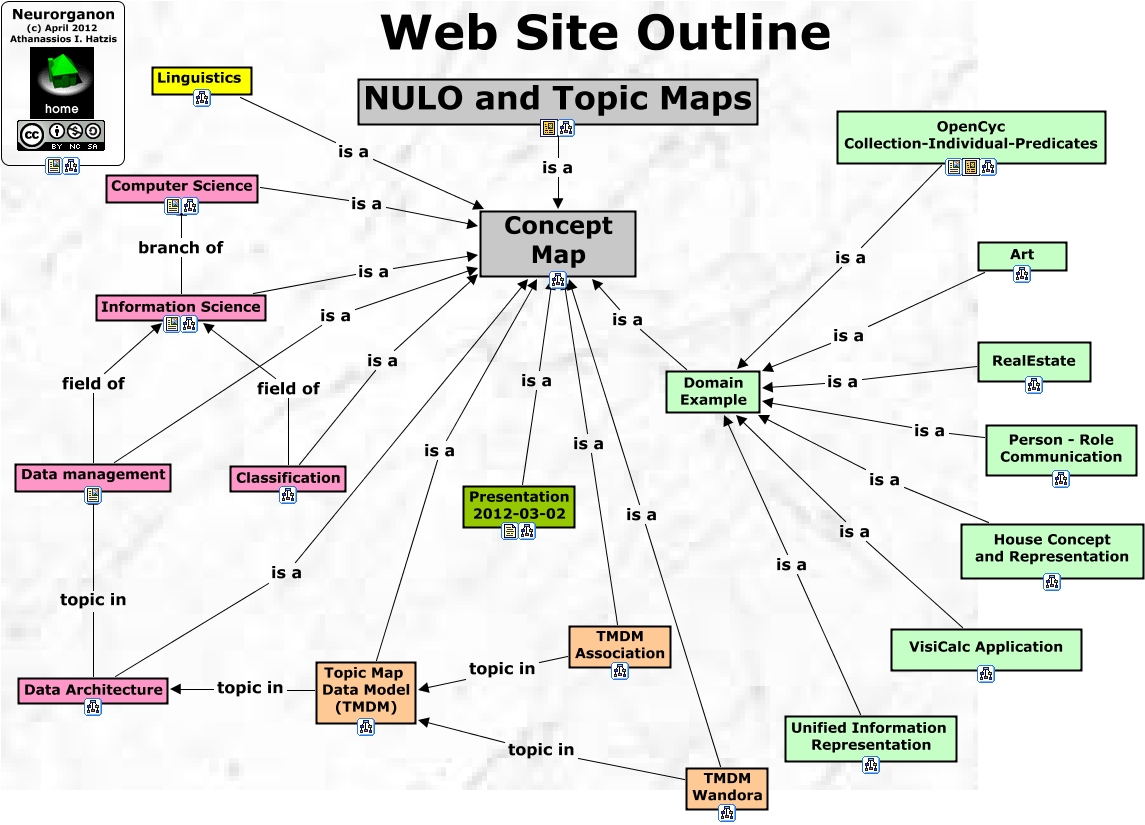 Neurorganon
(c) April 2012
Athanassios I. Hatzis
home
CC
BY NC SA
Web Site Outline
NULO and Topic Maps
Linguistics
OpenCyc
Collection-Individual-Predicates
is a
is a
Computer Science
is a
Concept
Map
branch of
is a
Art
is a
Information Science
is a
is a
is a
RealEstate
field of
field of
is a
is a
Domain
Example
is a
Person - Role
Communication
is a
is a
is a
Data management
Classification
is a
Presentation
2012-03-02
is a
is a
House Concept
and Representation
is a
is a
topic in
TMDM
Association
VisiCalc Application
topic in
Topic Map
Data Model
(TMDM)
Data Architecture
topic in
topic in
Unified Information
Representation
TMDM
Wandora